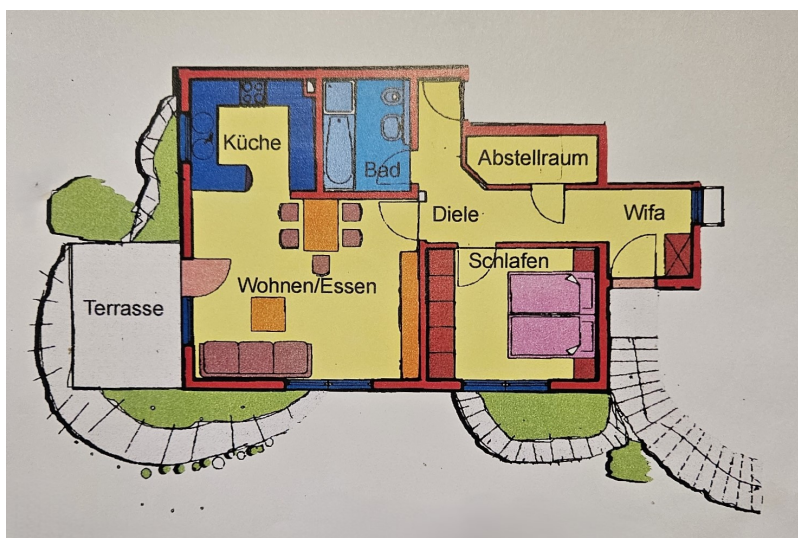 Küche
Bad
Abstellraum
Diele
Wifa
Schlafen
Wohnen/Essen
Terrasse